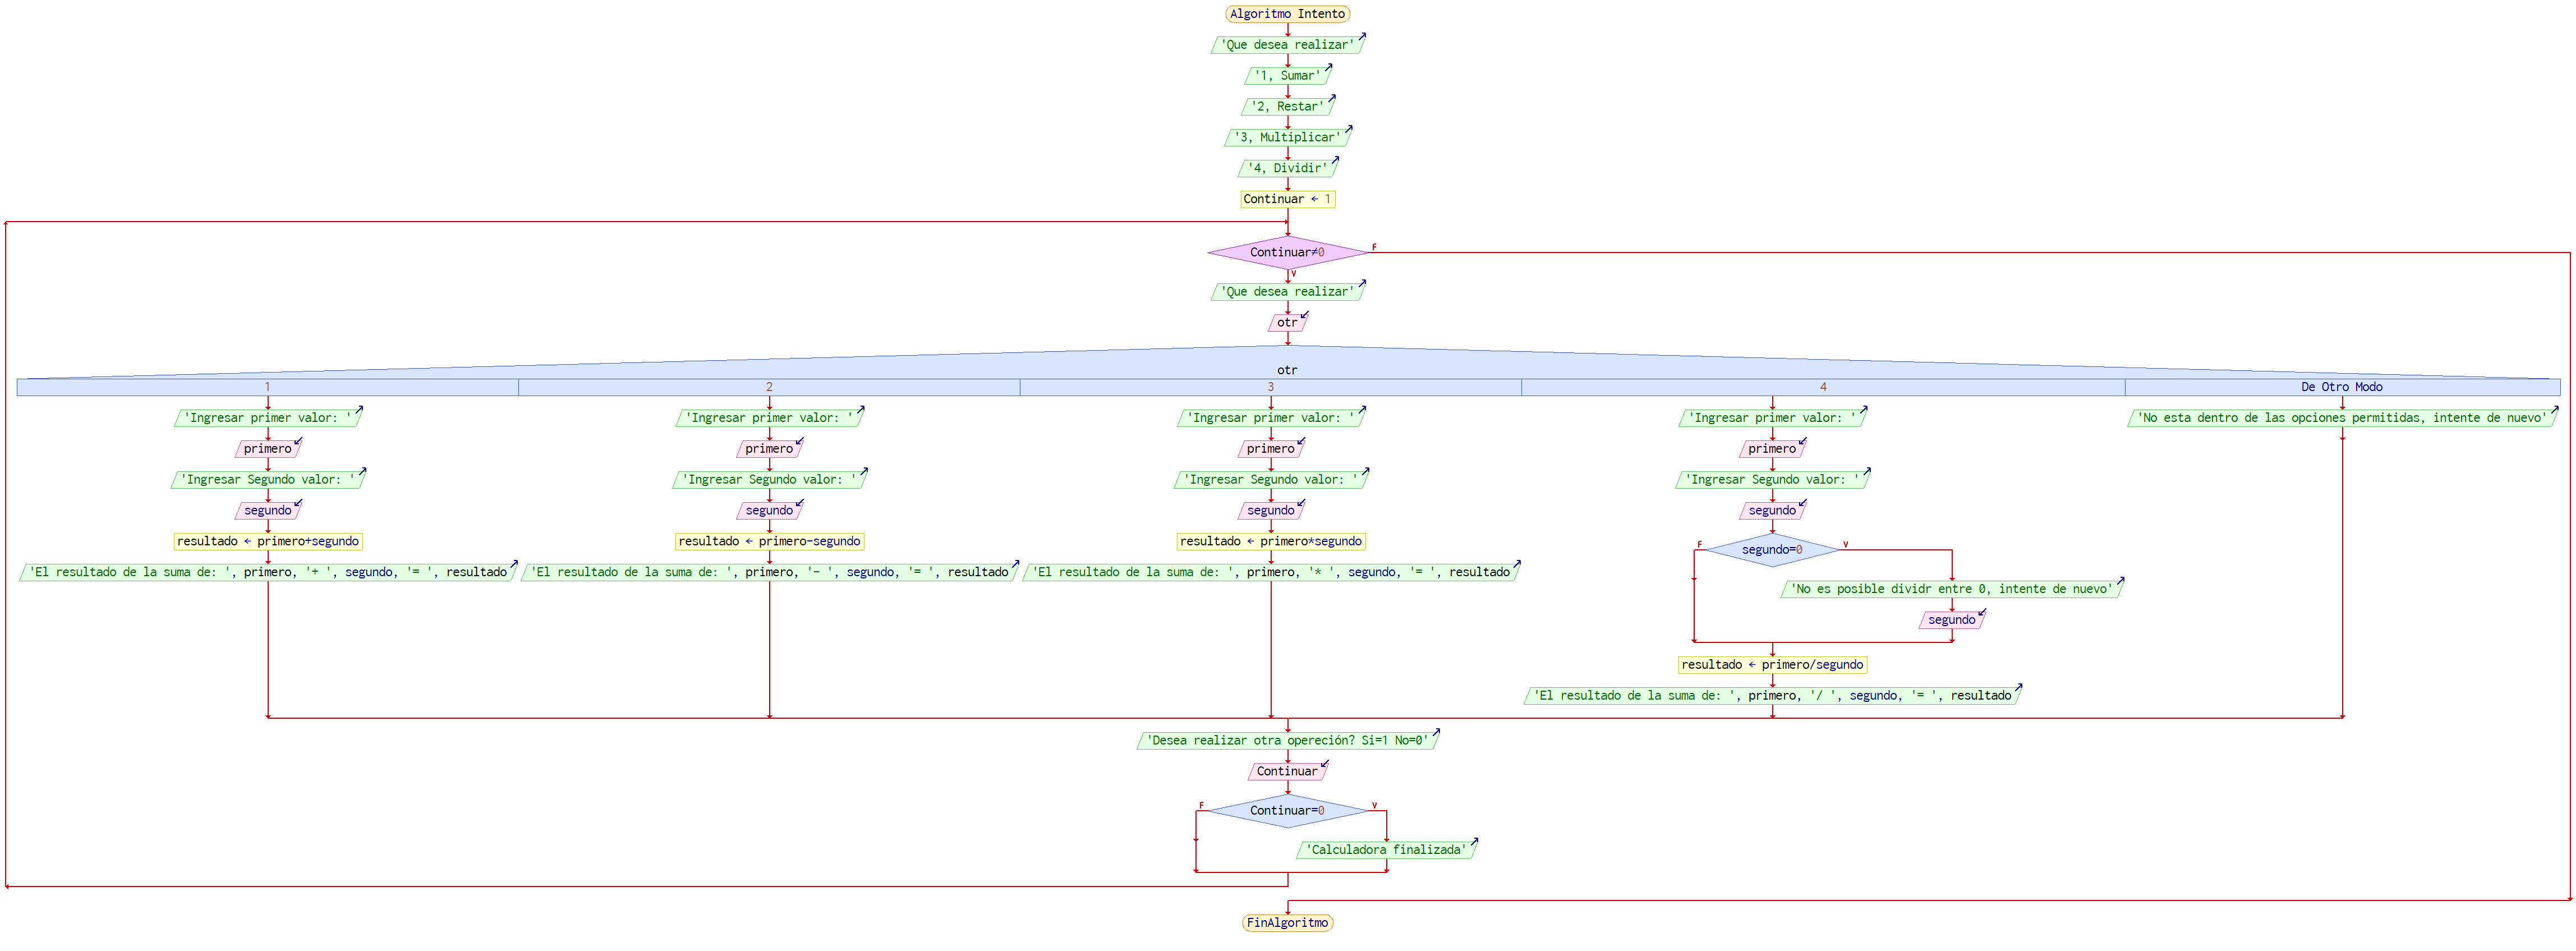 Algoritmo Intento
'Que desea realizar'
'1, Sumar'
'2, Restar'
'3, Multiplicar'
'4, Dividir'
Continuar ← 1
Continuar≠0
F
V
'Que desea realizar'
otr
otr
1
2
3
4
De Otro Modo
'Ingresar primer valor: '
primero
'Ingresar Segundo valor: '
segundo
resultado ← primero+segundo
'El resultado de la suma de: ', primero, '+ ', segundo, '= ', resultado
'Ingresar primer valor: '
primero
'Ingresar Segundo valor: '
segundo
resultado ← primero-segundo
'El resultado de la suma de: ', primero, '- ', segundo, '= ', resultado
'Ingresar primer valor: '
primero
'Ingresar Segundo valor: '
segundo
resultado ← primero*segundo
'El resultado de la suma de: ', primero, '* ', segundo, '= ', resultado
'Ingresar primer valor: '
primero
'Ingresar Segundo valor: '
segundo
segundo=0
F
V
'No es posible dividr entre 0, intente de nuevo'
segundo
resultado ← primero/segundo
'El resultado de la suma de: ', primero, '/ ', segundo, '= ', resultado
'No esta dentro de las opciones permitidas, intente de nuevo'
'Desea realizar otra opereción? Si=1 No=0'
Continuar
Continuar=0
F
V
'Calculadora finalizada'
FinAlgoritmo